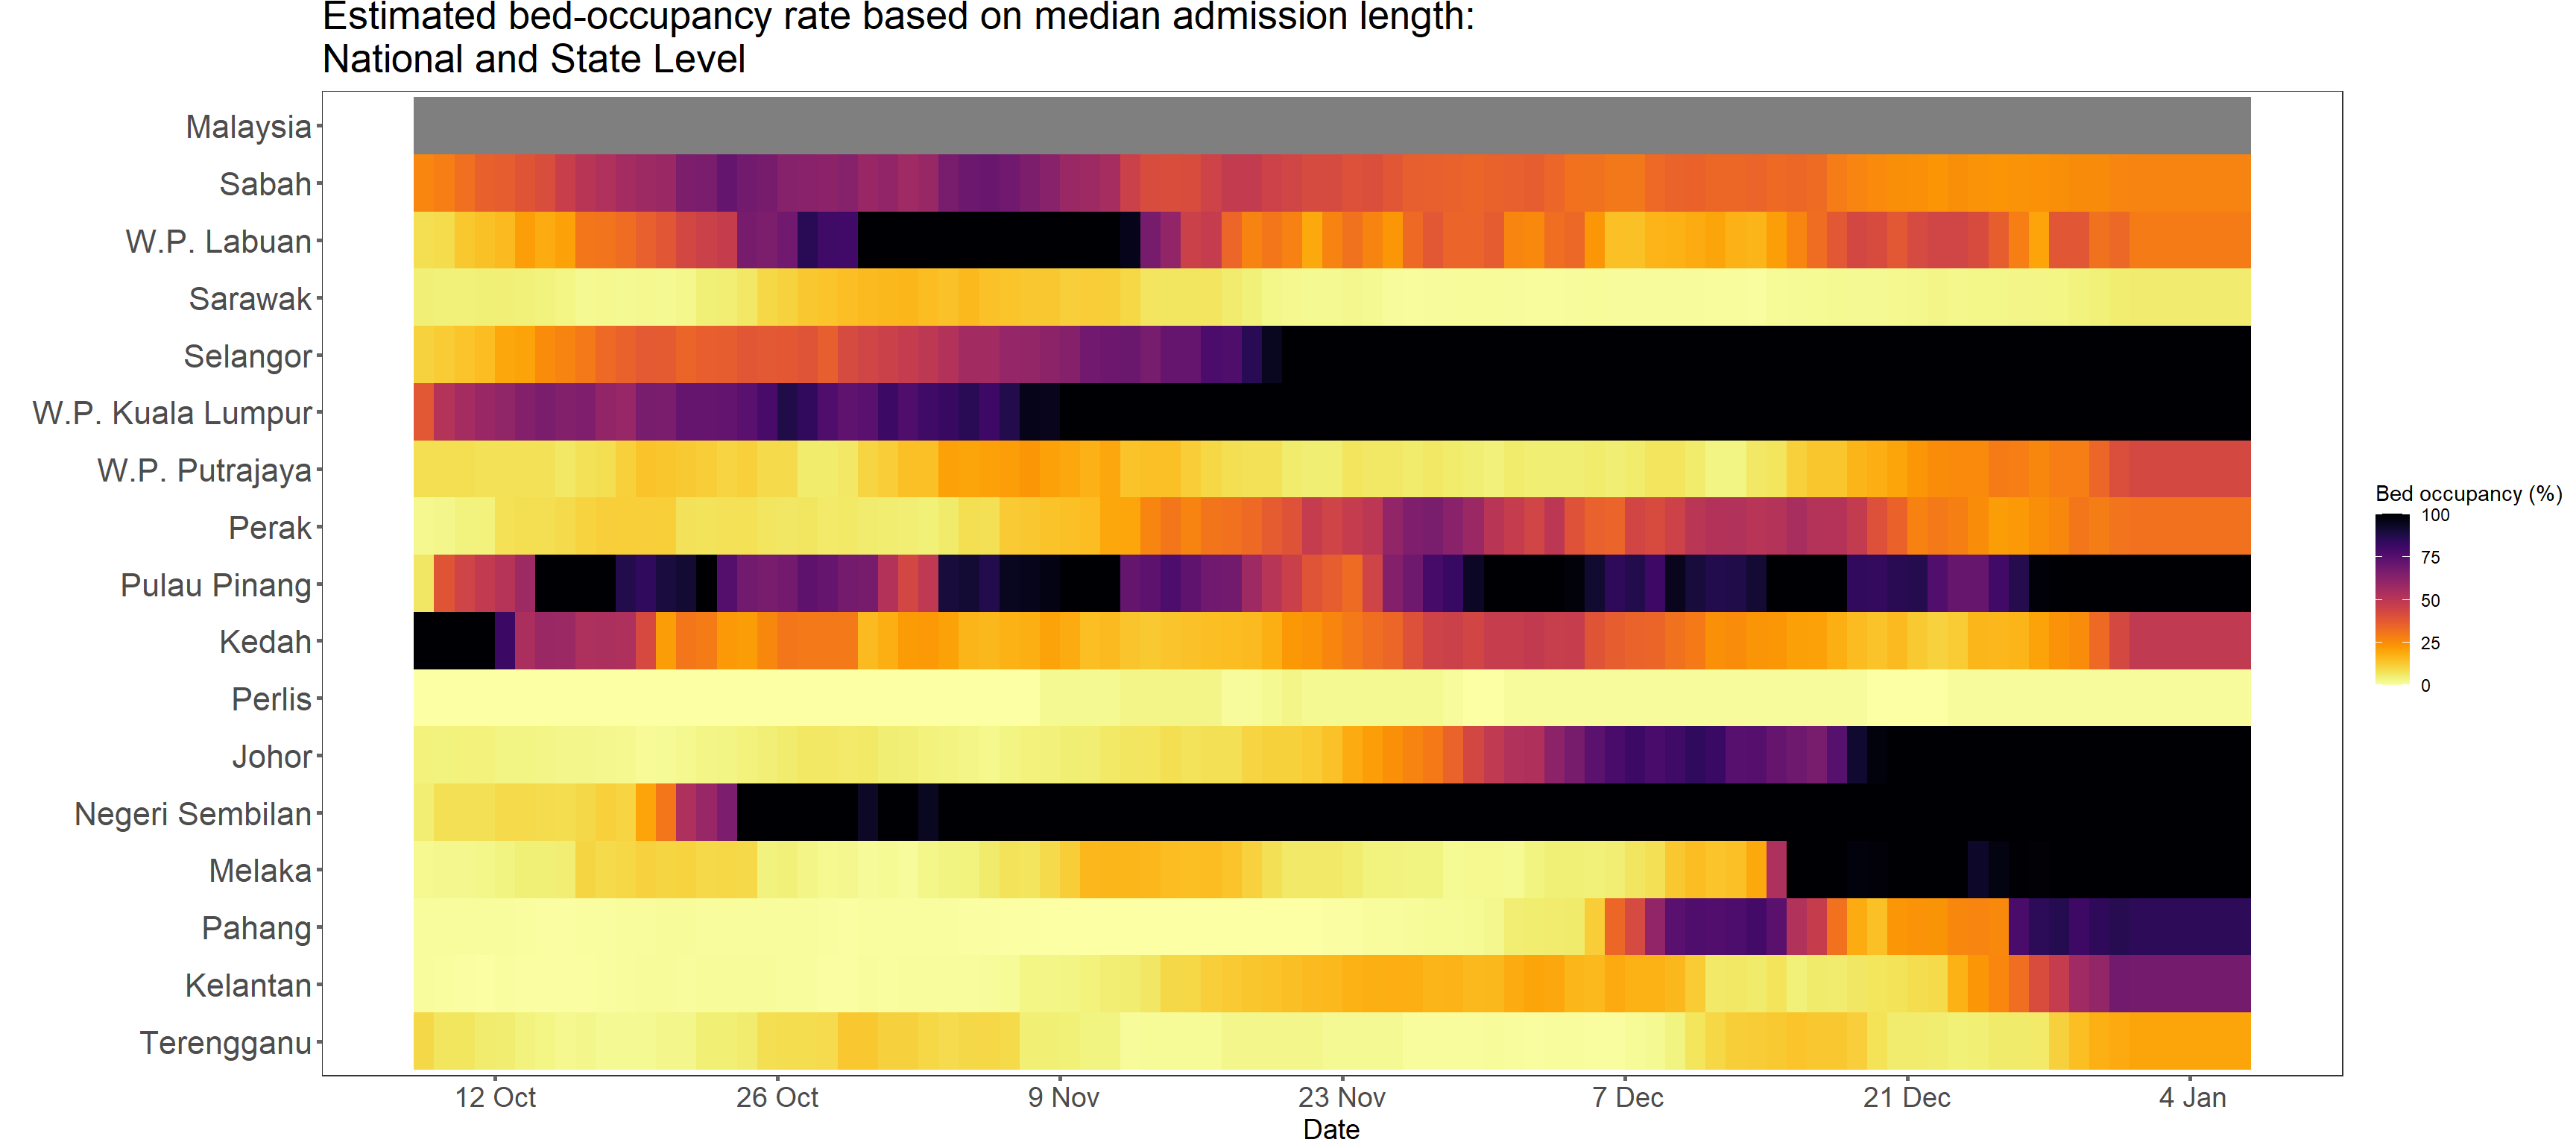 Estimated bed-occupancy rate based on median admission length:
National and State Level
Malaysia
Sabah
W.P. Labuan
Sarawak
Selangor
W.P. Kuala Lumpur
W.P. Putrajaya
Perak
Pulau Pinang
Kedah
Perlis
Johor
Negeri Sembilan
Melaka
Pahang
Kelantan
Terengganu
12 Oct
26 Oct
9 Nov
23 Nov
7 Dec
21 Dec
4 Jan
Date
Bed occupancy (%)
100
75
50
25
0